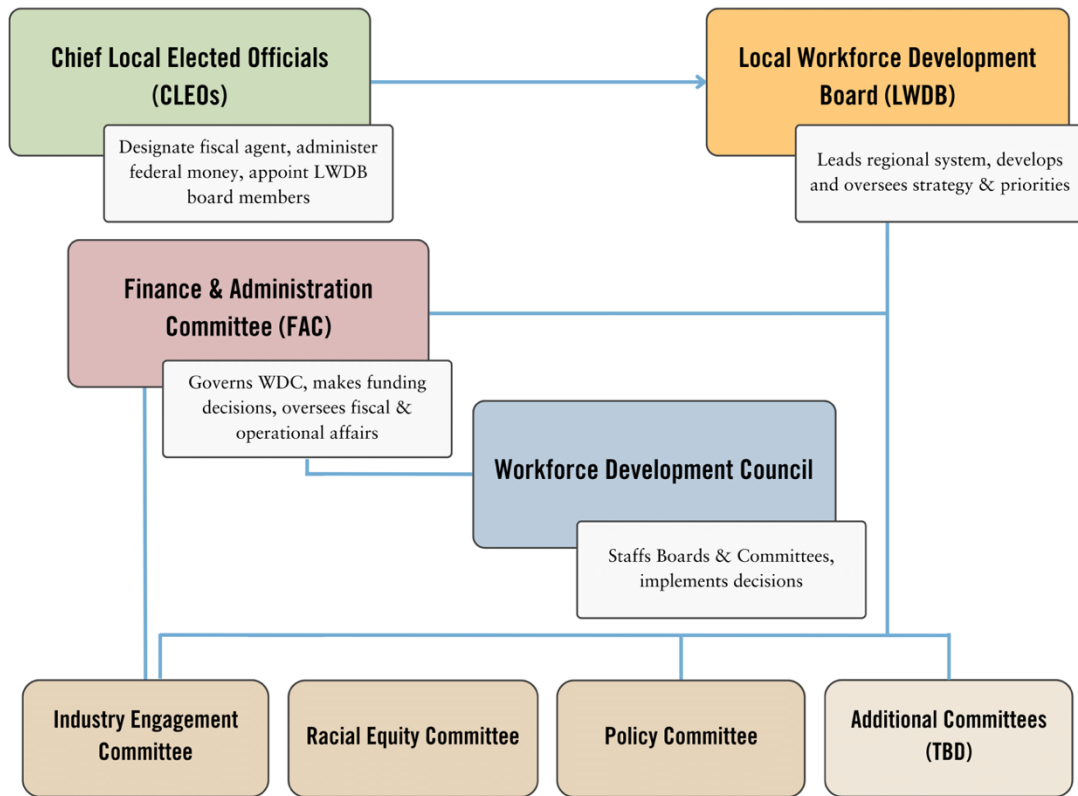 Chief Local Elected Officials
(CLEOs)
Designate fiscal agent, administer
federal money, appoint LWDB
board members
Local Workforce Development
Board (LWDB)
Leads regional system, develops
and oversees strategy & priorities
Finance & Administration
Committee (FAC)
Governs WDC, makes funding
decisions, oversees fiscal &
operational affairs
Workforce Development Council
Staffs Boards & Committees,
implements decisions
Industry Engagement
Committee
Racial Equity Committee
Policy Committee
Additional Committees
(TBD)